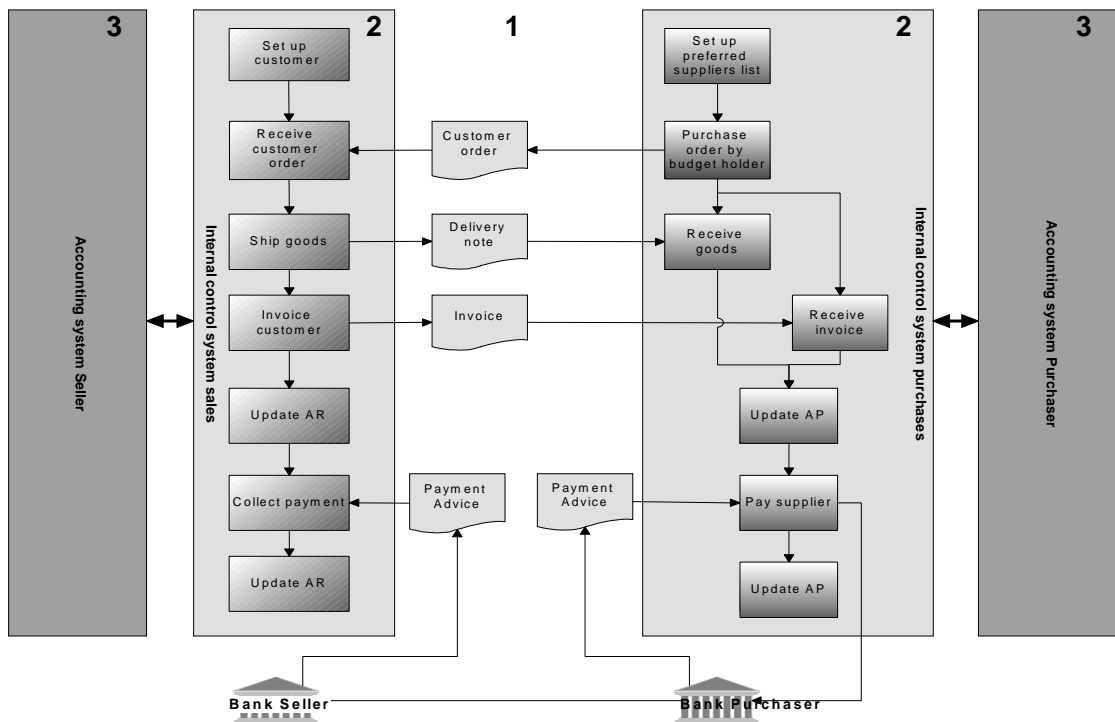 3
2
1
2
3
Set up
customer
Set up
preferred
suppliers list
Receive
customer
order
Customer
order
Purchase
order by
budget holder
Ship goods
Delivery
note
Receive
goods
Invoice
customer
Invoice
Receive
invoice
Update AR
Update AP
Collect payment
Payment
Advice
Payment
Advice
Pay supplier
Update AR
Update AP
Accounting system Seller
Internal control system sales
Internal control system purchases
Accounting system Purchaser
Bank Seller
Bank Purchaser